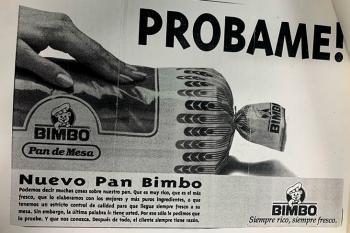 PROBAME!
BIMBO
Pan de Mesa
BIMBO
Nuevo Pan Bimbo
Podemos decir muchas cosas sobre nuestro pan. Que es muy rico, que es el más
fresco, que lo elaboramos con los mejores y más puros ingredientes, o que
tenemos un estricto control de calidad para que llegue siempre fresco a su
mesa. Sin embargo, la última palabra la tiene usted. Por eso sólo le pedimos que
lo pruebe. Y que nos conozca. Después de todo, el cliente siempre tiene razón.
BIMBO
Siempre rico, siempre fresco.